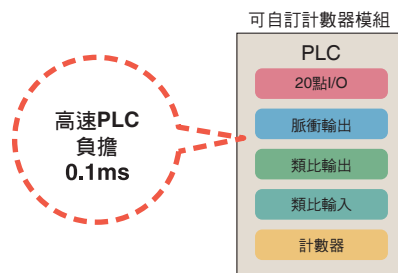 可自訂計數器模組
PLC
20點I/O
脈衝輸出
類比輸出
類比輸入
計數器
高速PLC
負擔
0.1ms